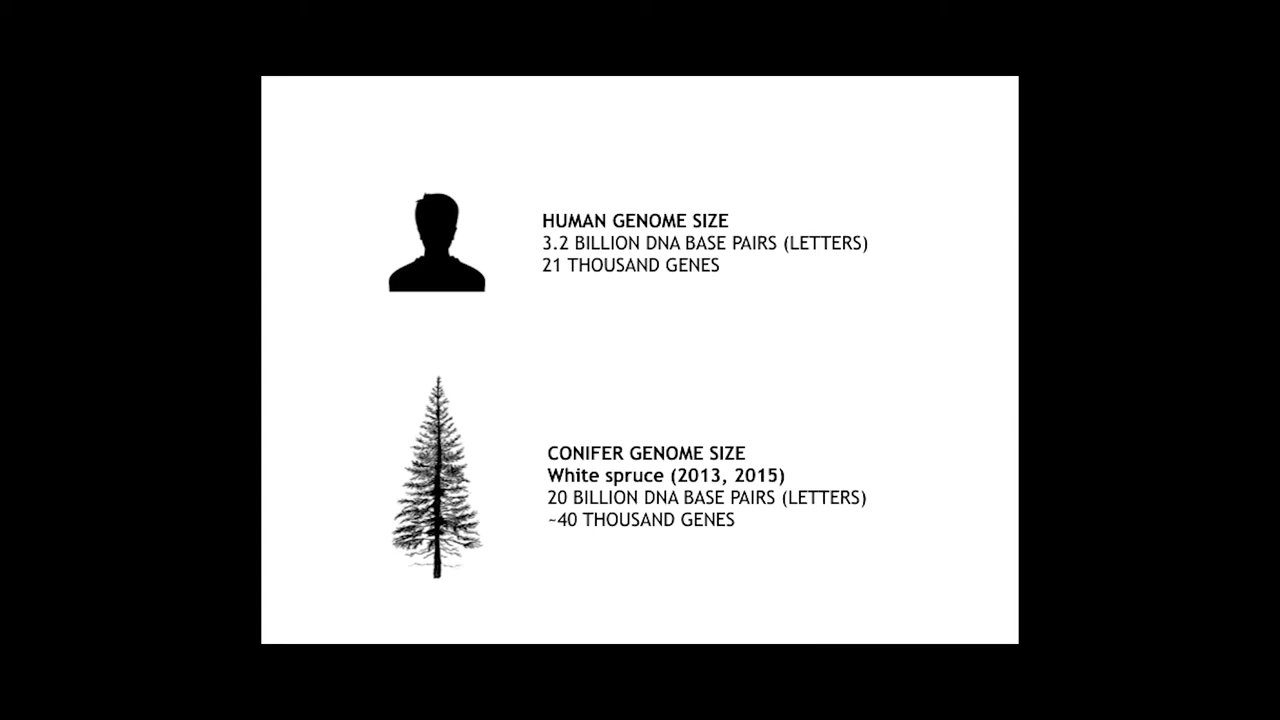 HUMAN GENOME SIZE
3.2 BILLION DNA BASE PAIRS (LETTERS)
21 THOUSAND GENES
CONIFER GENOME SIZE
White spruce (2013, 2015)
20 BILLION DNA BASE PAIRS (LETTERS)
~40 THOUSAND GENES